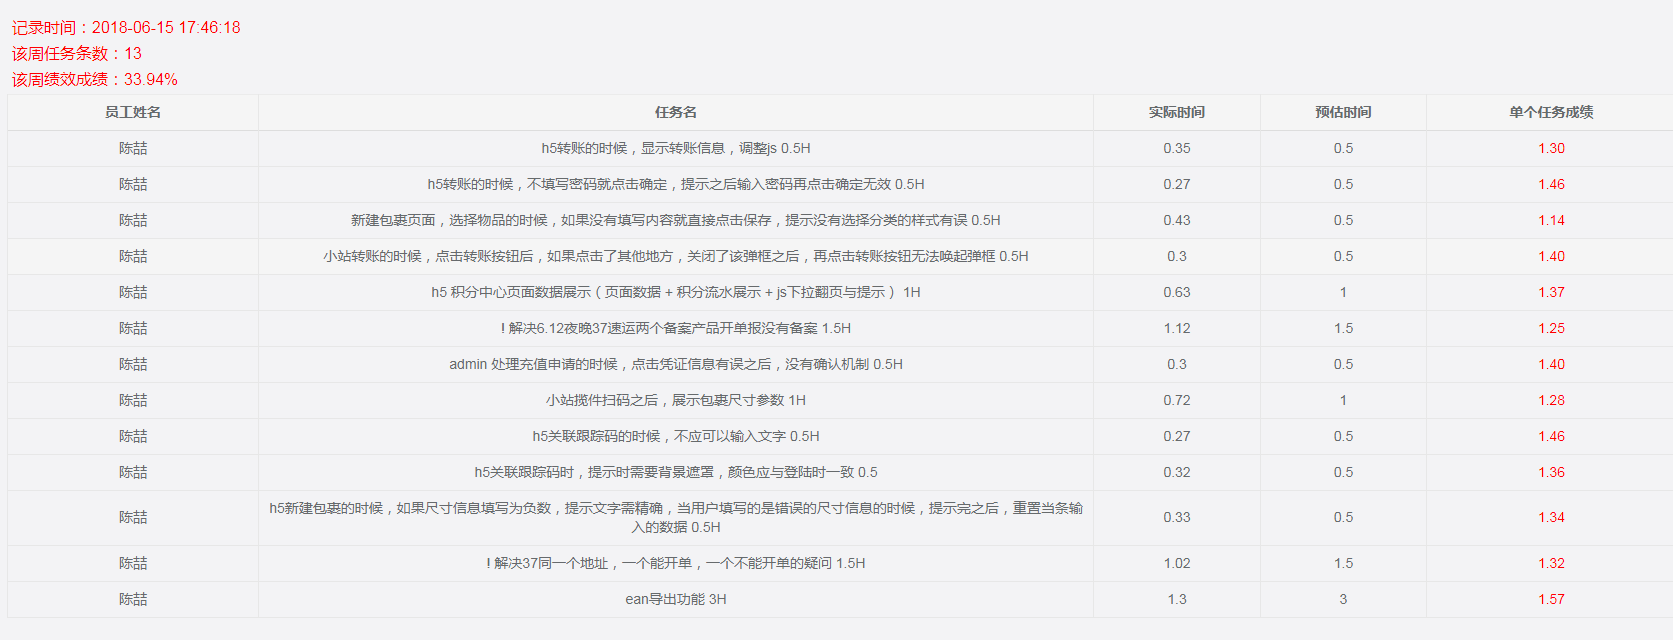 记录时间：2018-06-15 17:46:18
该周任务条数：13
该周绩效成绩：33.94%
员工姓名 任务名 实际时间 预估时间 单个任务成绩
陈喆 h5转账的时候，显示转账信息，调整js 0.5H 0.35 0.5 1.30
陈喆 h5转账的时候，不填写密码就点击确定，提示之后输入密码再点击确定无效 0.5H 0.27 0.5 1.46
陈喆 新建包裹页面，选择物品的时候，如果没有填写内容就直接点击保存，提示没有选择分类的样式有误 0.5H 0.43 0.5 1.14
陈喆 小站转账的时候，点击转账按钮后，如果点击了其他地方，关闭了该弹框之后，再点击转账按钮无法唤起弹框 0.5H 0.3 0.5 1.40
陈喆 h5 积分中心页面数据展示（页面数据 + 积分流水展示 + js下拉翻页与提示） 1H 0.63 1 1.37
陈喆 ! 解决6.12夜晚37速运两个备案产品开单报没有备案 1.5H 1.12 1.5 1.25
陈喆 admin 处理充值申请的时候，点击凭证信息有误之后，没有确认机制 0.5H 0.3 0.5 1.40
陈喆 小站揽件扫码之后，展示包裹尺寸参数 1H 0.72 1 1.28
陈喆 h5关联跟踪码的时候，不应可以输入文字 0.5H 0.27 0.5 1.46
陈喆 h5关联跟踪码时，提示时需要背景遮罩，颜色应与登陆时一致 0.5 0.32 0.5 1.36
陈喆 h5新建包裹的时候，如果尺寸信息填写为负数，提示文字需精确，当用户填写的是错误的尺寸信息的时候，提示完之后，重置当条输
入的数据 0.5H 0.33 0.5 1.34
陈喆 ! 解决37同一个地址，一个能开单，一个不能开单的疑问 1.5H 1.02 1.5 1.32
陈喆 ean导出功能 3H 1.3 3 1.57